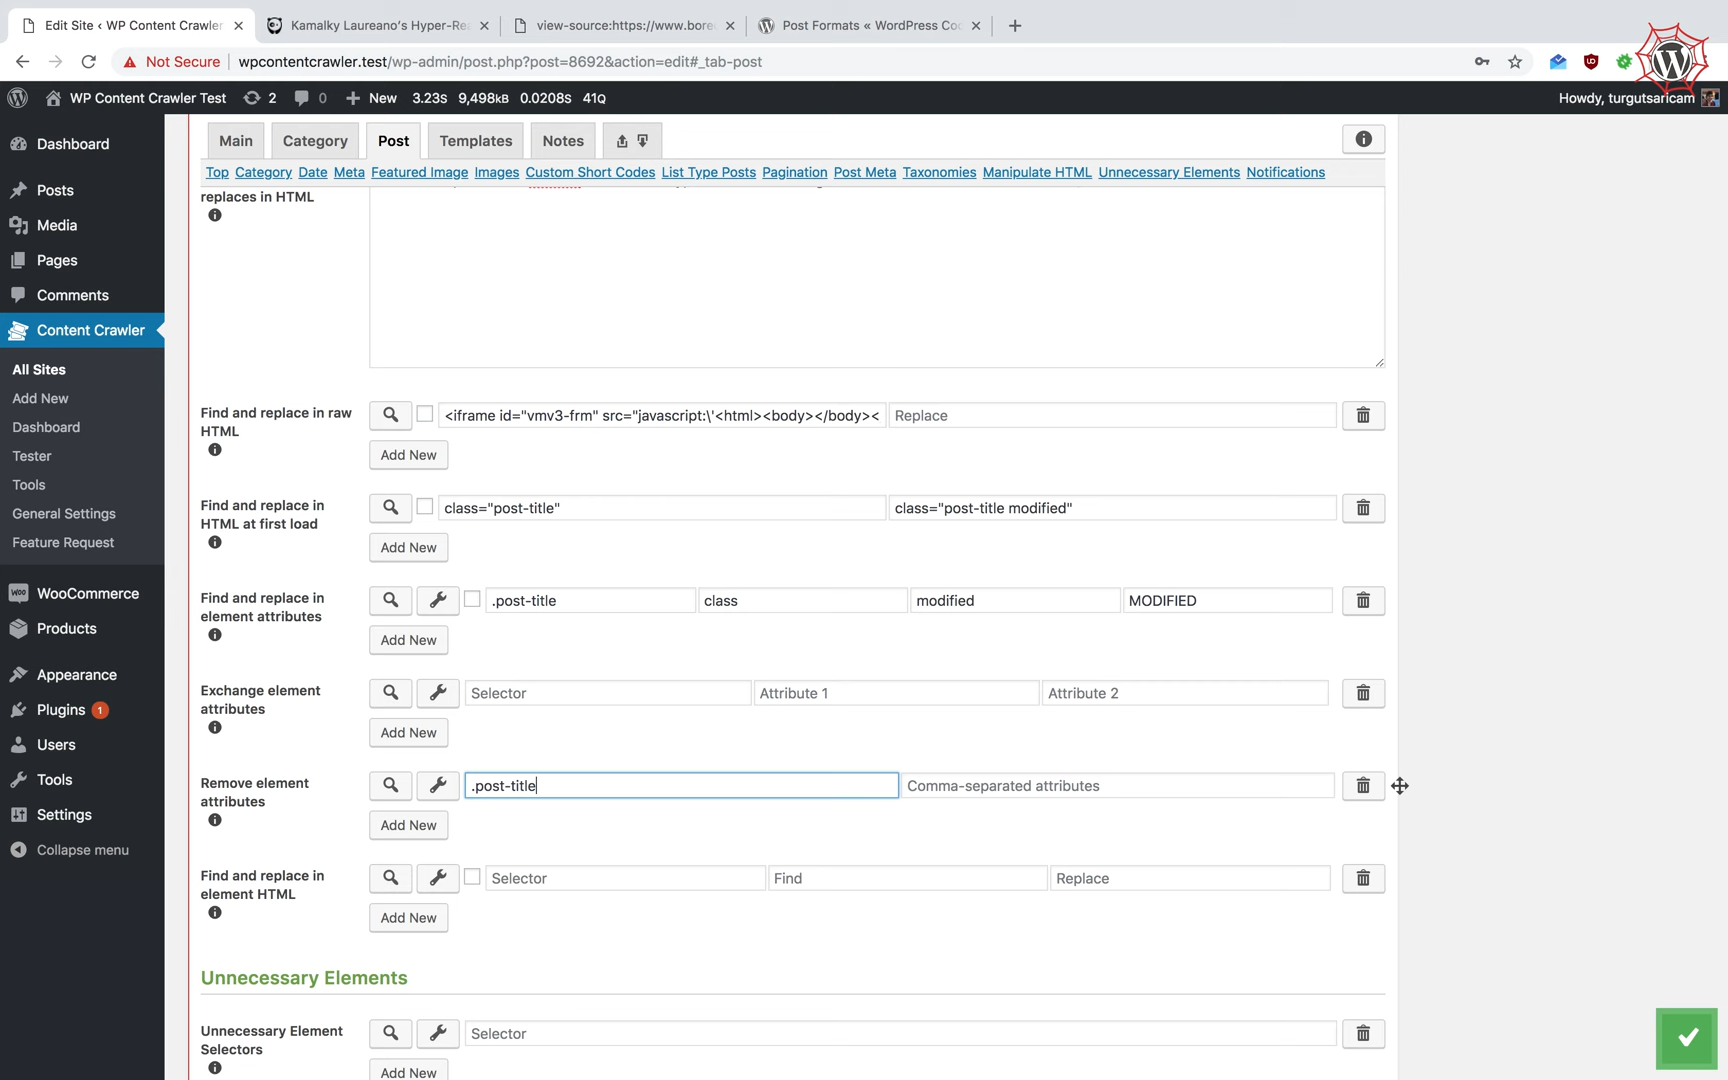 Edit Site ‹ WP Content Crawler
Kamalky Laureano's Hyper-Rea
view-source:https://www.bore
Post Formats « WordPress Cod
Not Secure
wpcontentcrawler.test/wp-admin/post.php?post=8692&action=edit#_tab-post
WP Content Crawler Test
2
0
New
3.23s 9,498KB 0.0208s 41Q
Howdy, turgutsaricam
Dashboard
Posts
Media
Pages
Comments
Content Crawler
All Sites
Add New
Dashboard
Tester
Tools
General Settings
Feature Request
WooCommerce
Products
Appearance
Plugins 1
Users
Tools
Settings
Collapse menu
Main
Category
Post
Templates
Notes
Top Category Date Meta Featured Image Images Custom Short Codes List Type Posts Pagination Post Meta Taxonomies Manipulate HTML Unnecessary Elements Notifications
replaces in HTML
Find and replace in raw
HTML
<iframe id="vmv3-frm" src="javascript:\'<html><body></body><
Replace
Add New
Find and replace in
HTML at first load
class="post-title"
class="post-title modified"
Add New
Find and replace in
element attributes
.post-title
class
modified
MODIFIED
Add New
Exchange element
attributes
Selector
Attribute 1
Attribute 2
Add New
Remove element
attributes
.post-title
Comma-separated attributes
Add New
Find and replace in
element HTML
Selector
Find
Replace
Add New
Unnecessary Elements
Unnecessary Element
Selectors
Selector
Add New